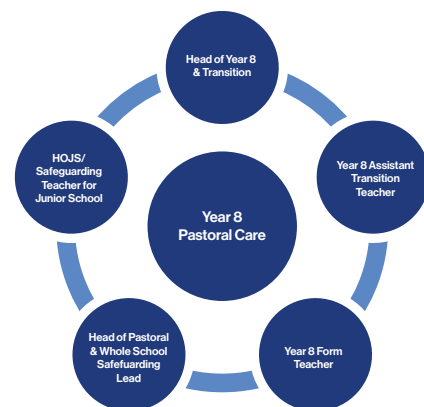 Head of Year 8
& Transition
HOJS/
Safeguarding
Teacher for
Junior School
Year 8 Assistant
Transition
Teacher
Year 8
Pastoral Care
Head of Pastoral
& Whole School
Safefuarding
Lead
Year 8 Form
Teacher